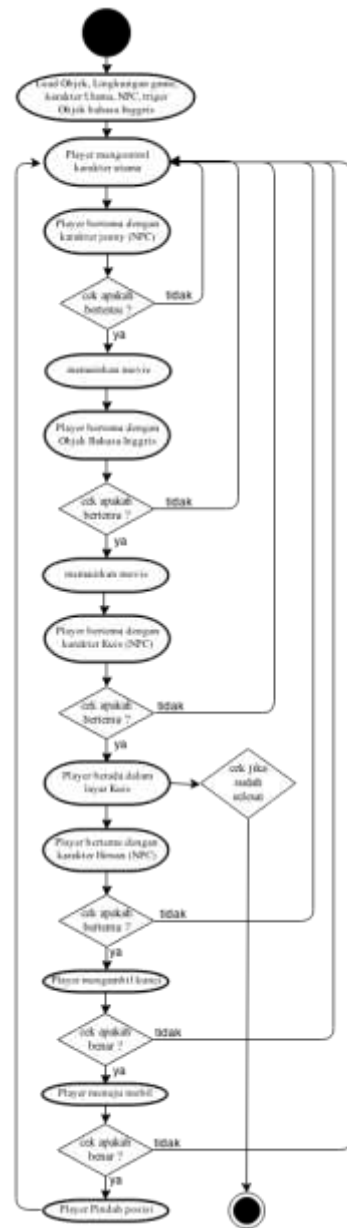 Load Objek, Lingkungan game,
karakter Utama, NPC, triger
Objek bahasa Inggris
Player mengontrol
karakter utama
Player bertemu dengan
karakter jenny (NPC)
cek apakah
bertemu ?
tidak
ya
memainkan movie
Player bertemu dengan
Objek Bahasa Inggris
cek apakah
bertemu ?
tidak
ya
memainkan movie
Player bertemu dengan
karakter Kuis (NPC)
cek apakah
bertemu ?
tidak
ya
Player berada dalam
layar Kuis
cek jika
sudah
selesai
Player bertemu dengan
karakter (NPC)
cek apakah
bertemu ?
tidak
ya
Player mengambil kunci
cek apakah
benar ?
tidak
ya
Player menuju mobil
cek apakah
benar ?
tidak
ya
Player Pindah posisi